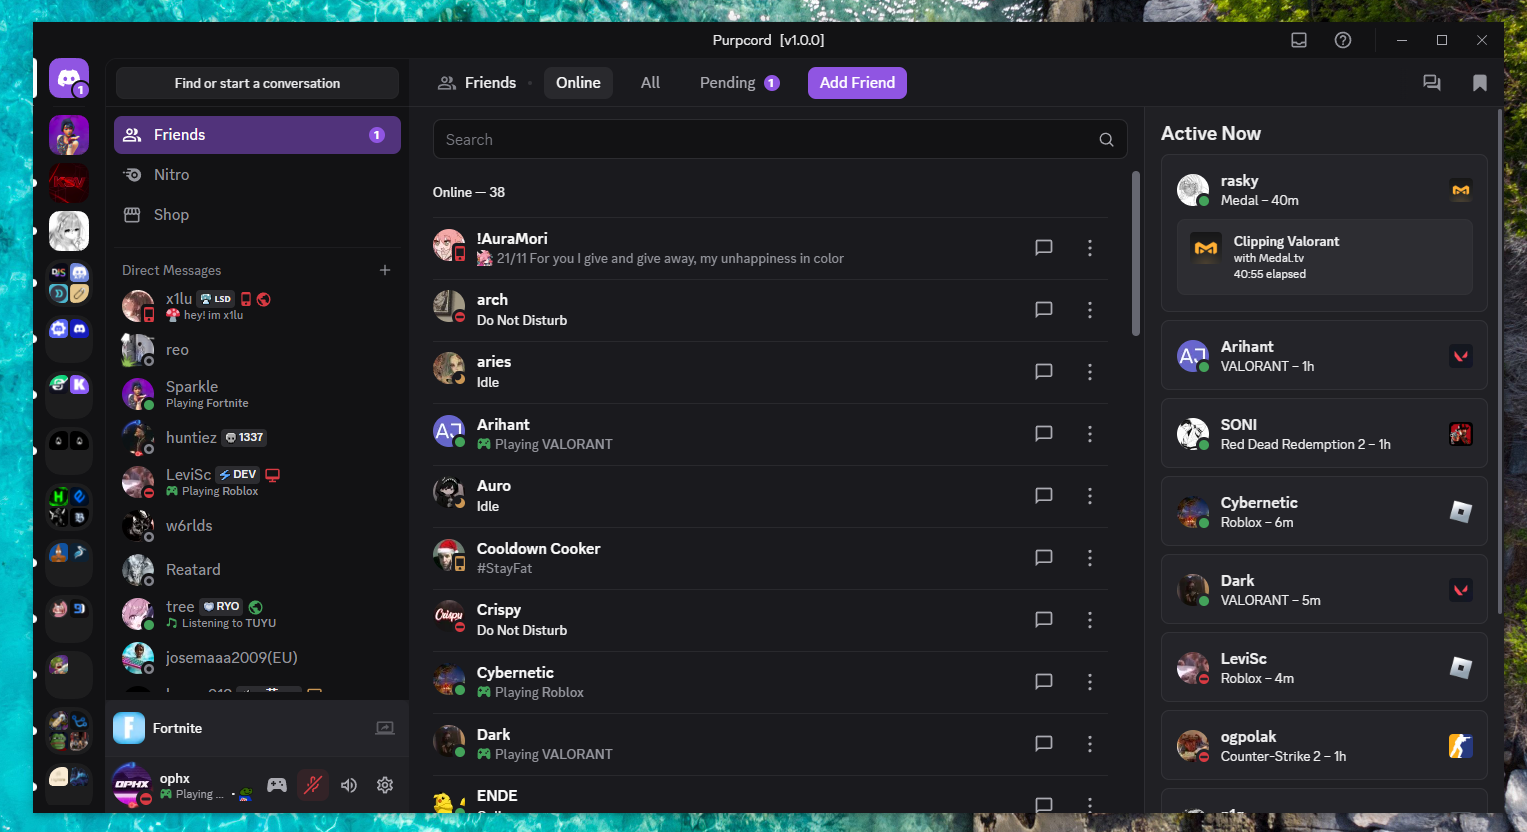 Purpcord [v1.0.0]
1
Find or start a conversation
Friends
1
Nitro
Shop
Direct Messages
x1lu LSD
hey! im x1lu
reo
Sparkle
Playing Fortnite
huntiez 1337
LeviSc DEV
Playing Roblox
w6rlds
Reatard
tree RYO
Listening to TUYU
josemaaa2009(EU)
Fortnite
OPHX
ophx
Playing ...
Friends
Online
All
Pending 1
Add Friend
Search
Online — 38
!AuraMori
21/11 For you I give and give away, my unhappiness in color
arch
Do Not Disturb
aries
Idle
AJ
Arihant
Playing VALORANT
Auro
Idle
Cooldown Cooker
#StayFat
Crispy
Crispy
Do Not Disturb
Cybernetic
Playing Roblox
Dark
Playing VALORANT
ENDE
Active Now
rasky
Medal – 40m
Clipping Valorant
with Medal.tv
40:55 elapsed
AJ
Arihant
VALORANT – 1h
SONI
Red Dead Redemption 2 – 1h
Cybernetic
Roblox – 6m
Dark
VALORANT – 5m
LeviSc
Roblox – 4m
ogpolak
Counter-Strike 2 – 1h